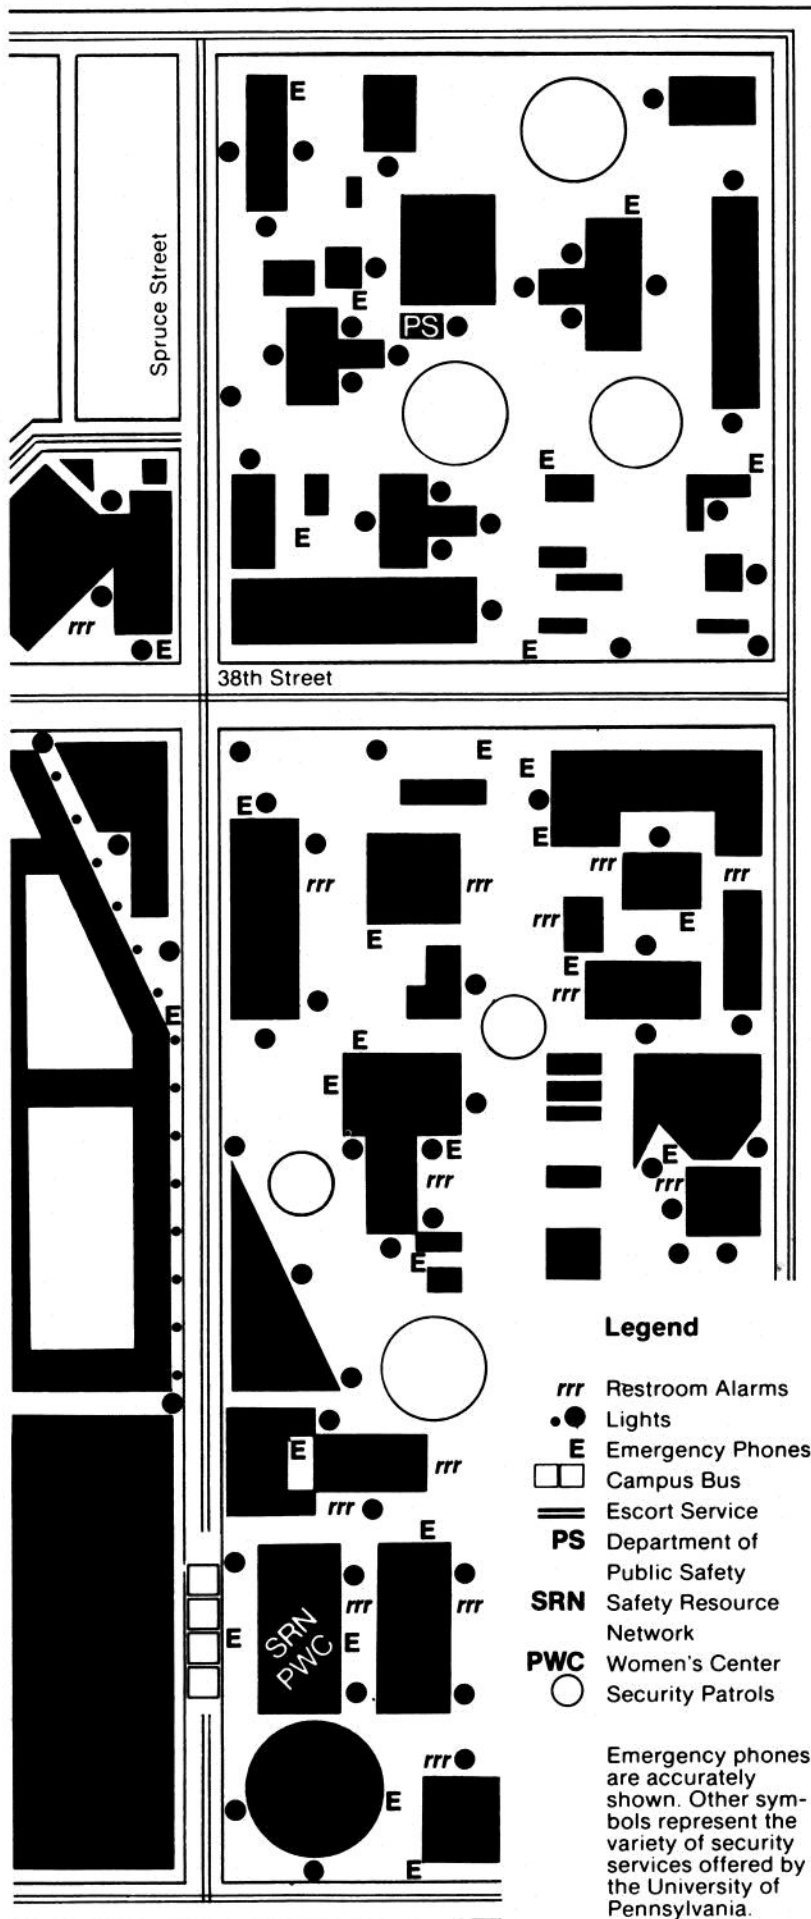 E
E
Spruce Street
E
PS
E
E
E
rrr
E
E
38th Street
E
E
E
E
rrr
rrr
rrr
rrr
rrr
E
E
E
rrr
E
E
E
E
E
rrr
rrr
E
E
rrr
rrr
E
rrr
rrr
E
SRN
PWC
E
rrr
E
E
Legend
rrr Restroom Alarms
Lights
E Emergency Phones
Campus Bus
Escort Service
PS Department of
Public Safety
SRN Safety Resource
Network
PWC Women's Center
Security Patrols
Emergency phones
are accurately
shown. Other sym-
bols represent the
variety of security
services offered by
the University of
Pennsylvania.